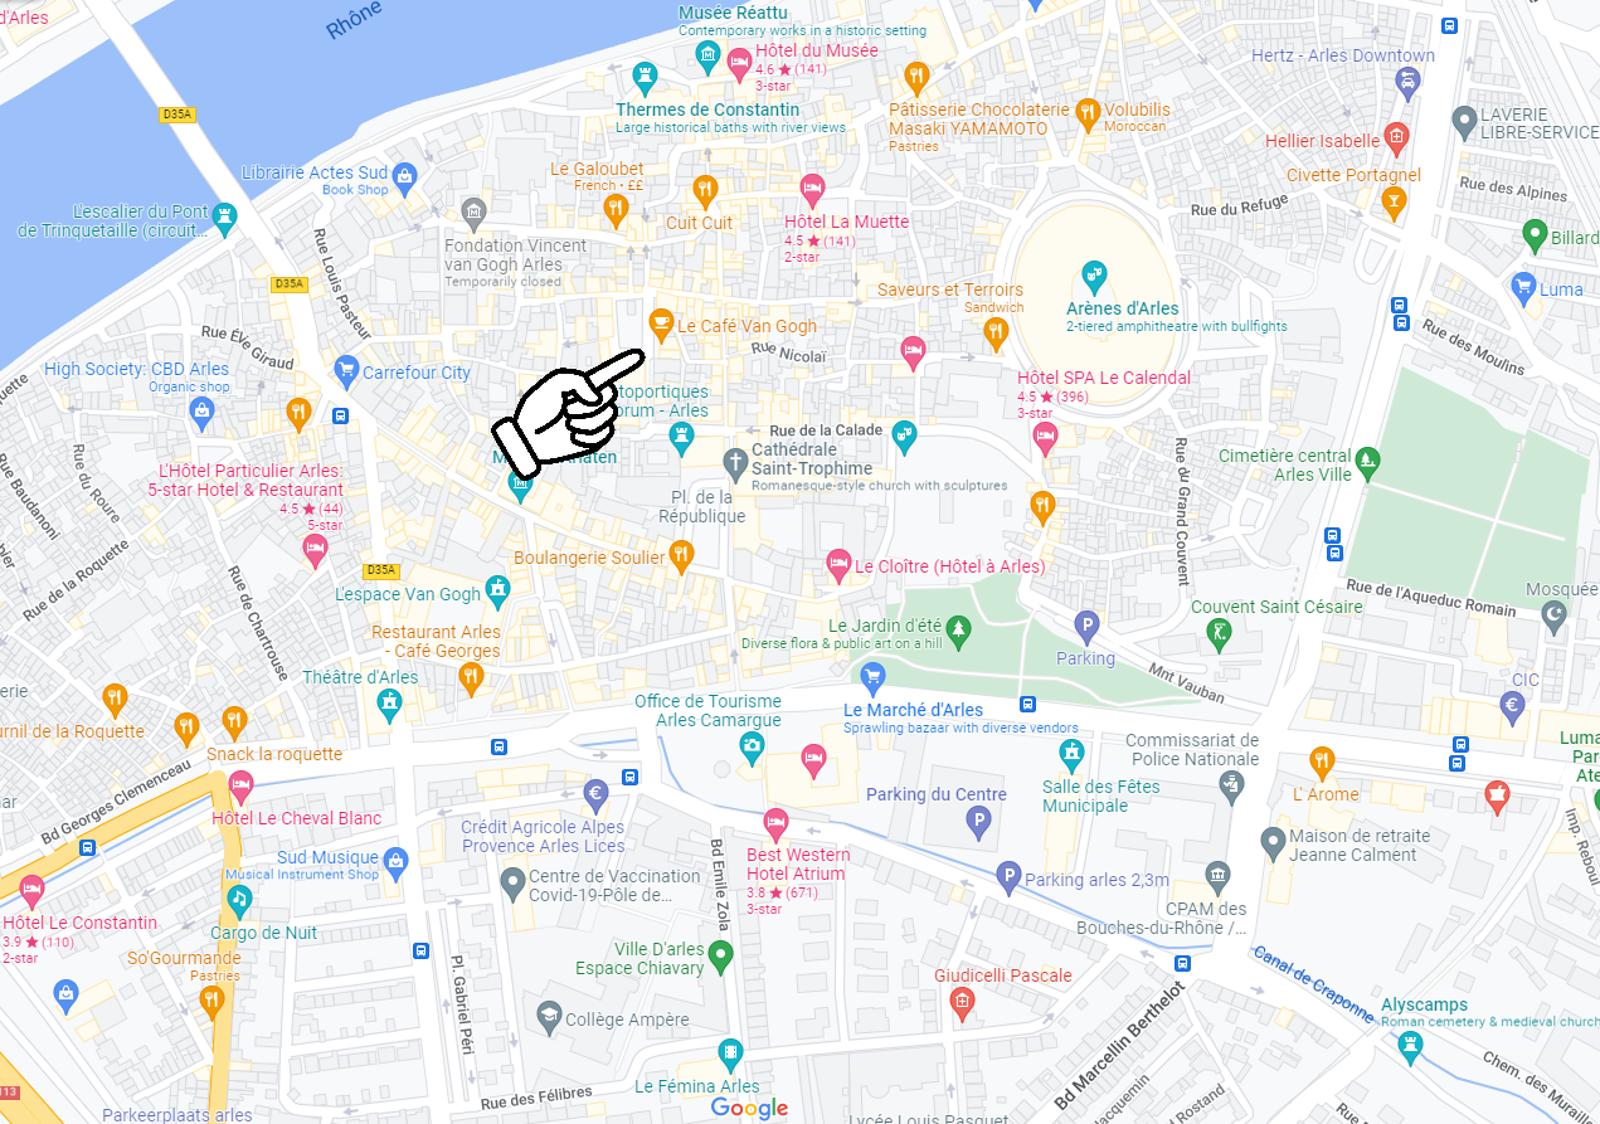 d'Arles
Rhône
Musée Réattu
Contemporary works in a historic setting
Hôtel du Musée
4.6 ★ (141)
3-star
Hertz - Arles Downtown
D35A
Thermes de Constantin
Large historical baths with river views
Pâtisserie Chocolaterie
Masaki YAMAMOTO
Pastries
Volubilis
Moroccan
Hellier Isabelle
LAVERIE
LIBRE-SERVICE
Librairie Actes Sud
Book Shop
Le Galoubet
French • ££
Civette Portagnel
Rue des Alpines
L'escalier du Pont
de Trinquetaille (circuit...
Cuit Cuit
Hôtel La Muette
4.5 ★ (141)
2-star
Rue du Refuge
Billard
Rue Louis Pasteur
Fondation Vincent
van Gogh Arles
Temporarily closed
D35A
Saveurs et Terroirs
Sandwich
Arènes d'Arles
2-tiered amphitheatre with bullfights
Luma
Rue Ève Giraud
Le Café Van Gogh
Rue Nicolaï
Rue des Moulins
High Society: CBD Arles
Organic shop
Carrefour City
Hôtel SPA Le Calendal
4.5 ★ (396)
3-star
toportiques
orum - Arles
Rue de la Calade
Cathédrale
Saint-Trophime
Romanesque-style church with sculptures
Cimetière central
Arles Ville
Rue du Grand Couvent
L'Hôtel Particulier Arles:
5-star Hotel & Restaurant
4.5 ★ (44)
5-star
Rue du Roure
Rue Baudanoni
Pl. de la
République
Boulangerie Soulier
Le Cloître (Hôtel à Arles)
D35A
Rue de la Roquette
Rue de Chartrouse
L'espace Van Gogh
Rue de l'Aqueduc Romain
Mosquée
Couvent Saint Césaire
Le Jardin d'été
Diverse flora & public art on a hill
Parking
Restaurant Arles
- Café Georges
Mnt Vauban
Théâtre d'Arles
CIC
erie
Office de Tourisme
Arles Camargue
Le Marché d'Arles
Sprawling bazaar with diverse vendors
urnil de la Roquette
Snack la roquette
Commissariat de
Police Nationale
Luma
Par
Ate
Bd Georges Clemenceau
Salle des Fêtes
Municipale
Parking du Centre
L' Arome
Hôtel Le Cheval Blanc
Crédit Agricole Alpes
Provence Arles Lices
Imp. Reboul
Maison de retraite
Jeanne Calment
Best Western
Hotel Atrium
3.8 ★ (671)
3-star
Bd Emile Zola
Sud Musique
Musical Instrument Shop
Centre de Vaccination
Covid-19-Pôle de...
Parking arles 2,3m
CPAM des
Bouches-du-Rhône /...
Hôtel Le Constantin
3.9 ★ (110)
2-star
Cargo de Nuit
So'Gourmande
Pastries
Ville D'arles
Espace Chiavary
Giudicelli Pascale
Canal de Craponne
Pl. Gabriel Péri
Collège Ampère
Alyscamps
Roman cemetery & medieval church
Bd Marcellin Berthelot
Le Fémina Arles
Rue des Félibres
Chem. des Muraille
113
Parkeerplaats arles
Google
Lycée Louis Pasquet
acquemin
Rostand
Rue